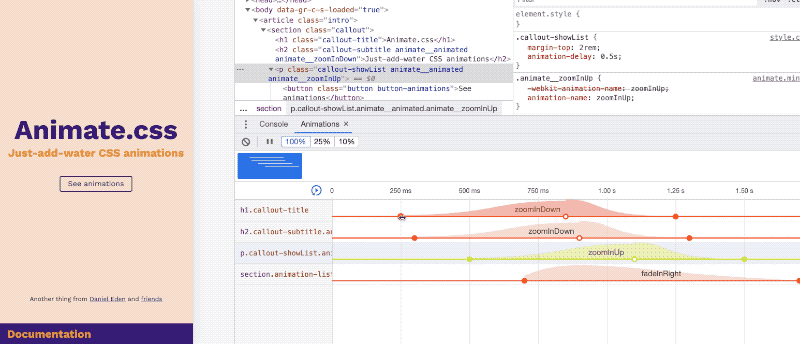 Animate.css
Just-add-water CSS animations
See animations
Another thing from Daniel Eden and friends
Documentation
<body data-gr-c-s-loaded="true">
<article class="intro">
<section class="callout">
<h1 class="callout-title">Animate.css</h1>
<h2 class="callout-subtitle animate__animated
animate__zoomInDown">Just-add-water CSS animations</h2>
<p class="callout-showList animate__animated
animate__zoomInUp"> == $0
<button class="button button-animations">See
animations</button>
... section p.callout-showList.animate__animated.animate__zoomInUp
element.style {
}
.callout-showList { style.c
margin-top: 2rem;
animation-delay: 0.5s;
}
.animate__zoomInUp { animate.min
-webkit-animation-name: zoomInUp;
animation-name: zoomInUp;
}
Console Animations ×
100% 25% 10%
0 250 ms 500 ms 750 ms 1.00 s 1.25 s 1.50 s
h1.callout-title zoomInDown
h2.callout-subtitle.an zoomInDown
p.callout-showList.ani zoomInUp
section.animation-list fadeInRight